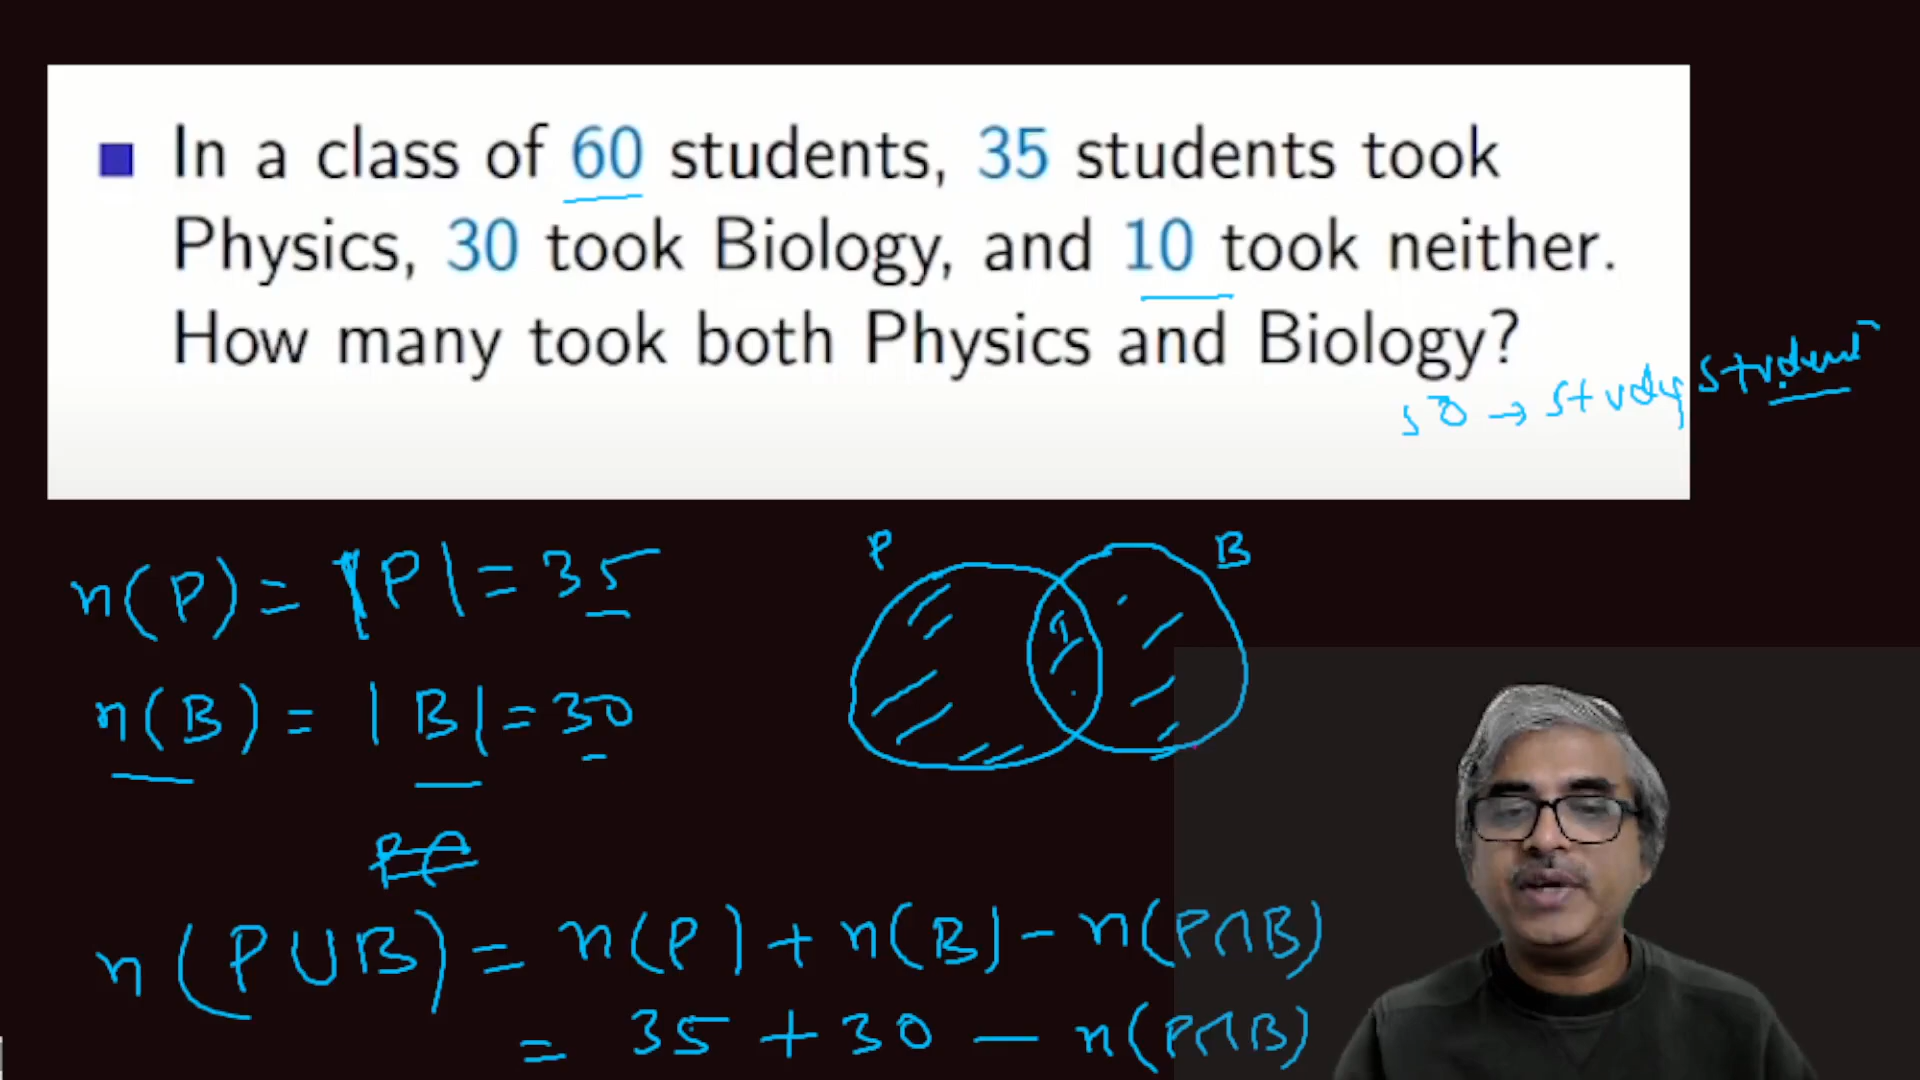 In a class of 60 students, 35 students took
Physics, 30 took Biology, and 10 took neither.
How many took both Physics and Biology?
50 → study student
n(P) = |P| = 35
P
B
n(B) = |B| = 30
n(P∪B) = n(P) + n(B) - n(P∩B)
= 35 + 30 - n(P∩B)